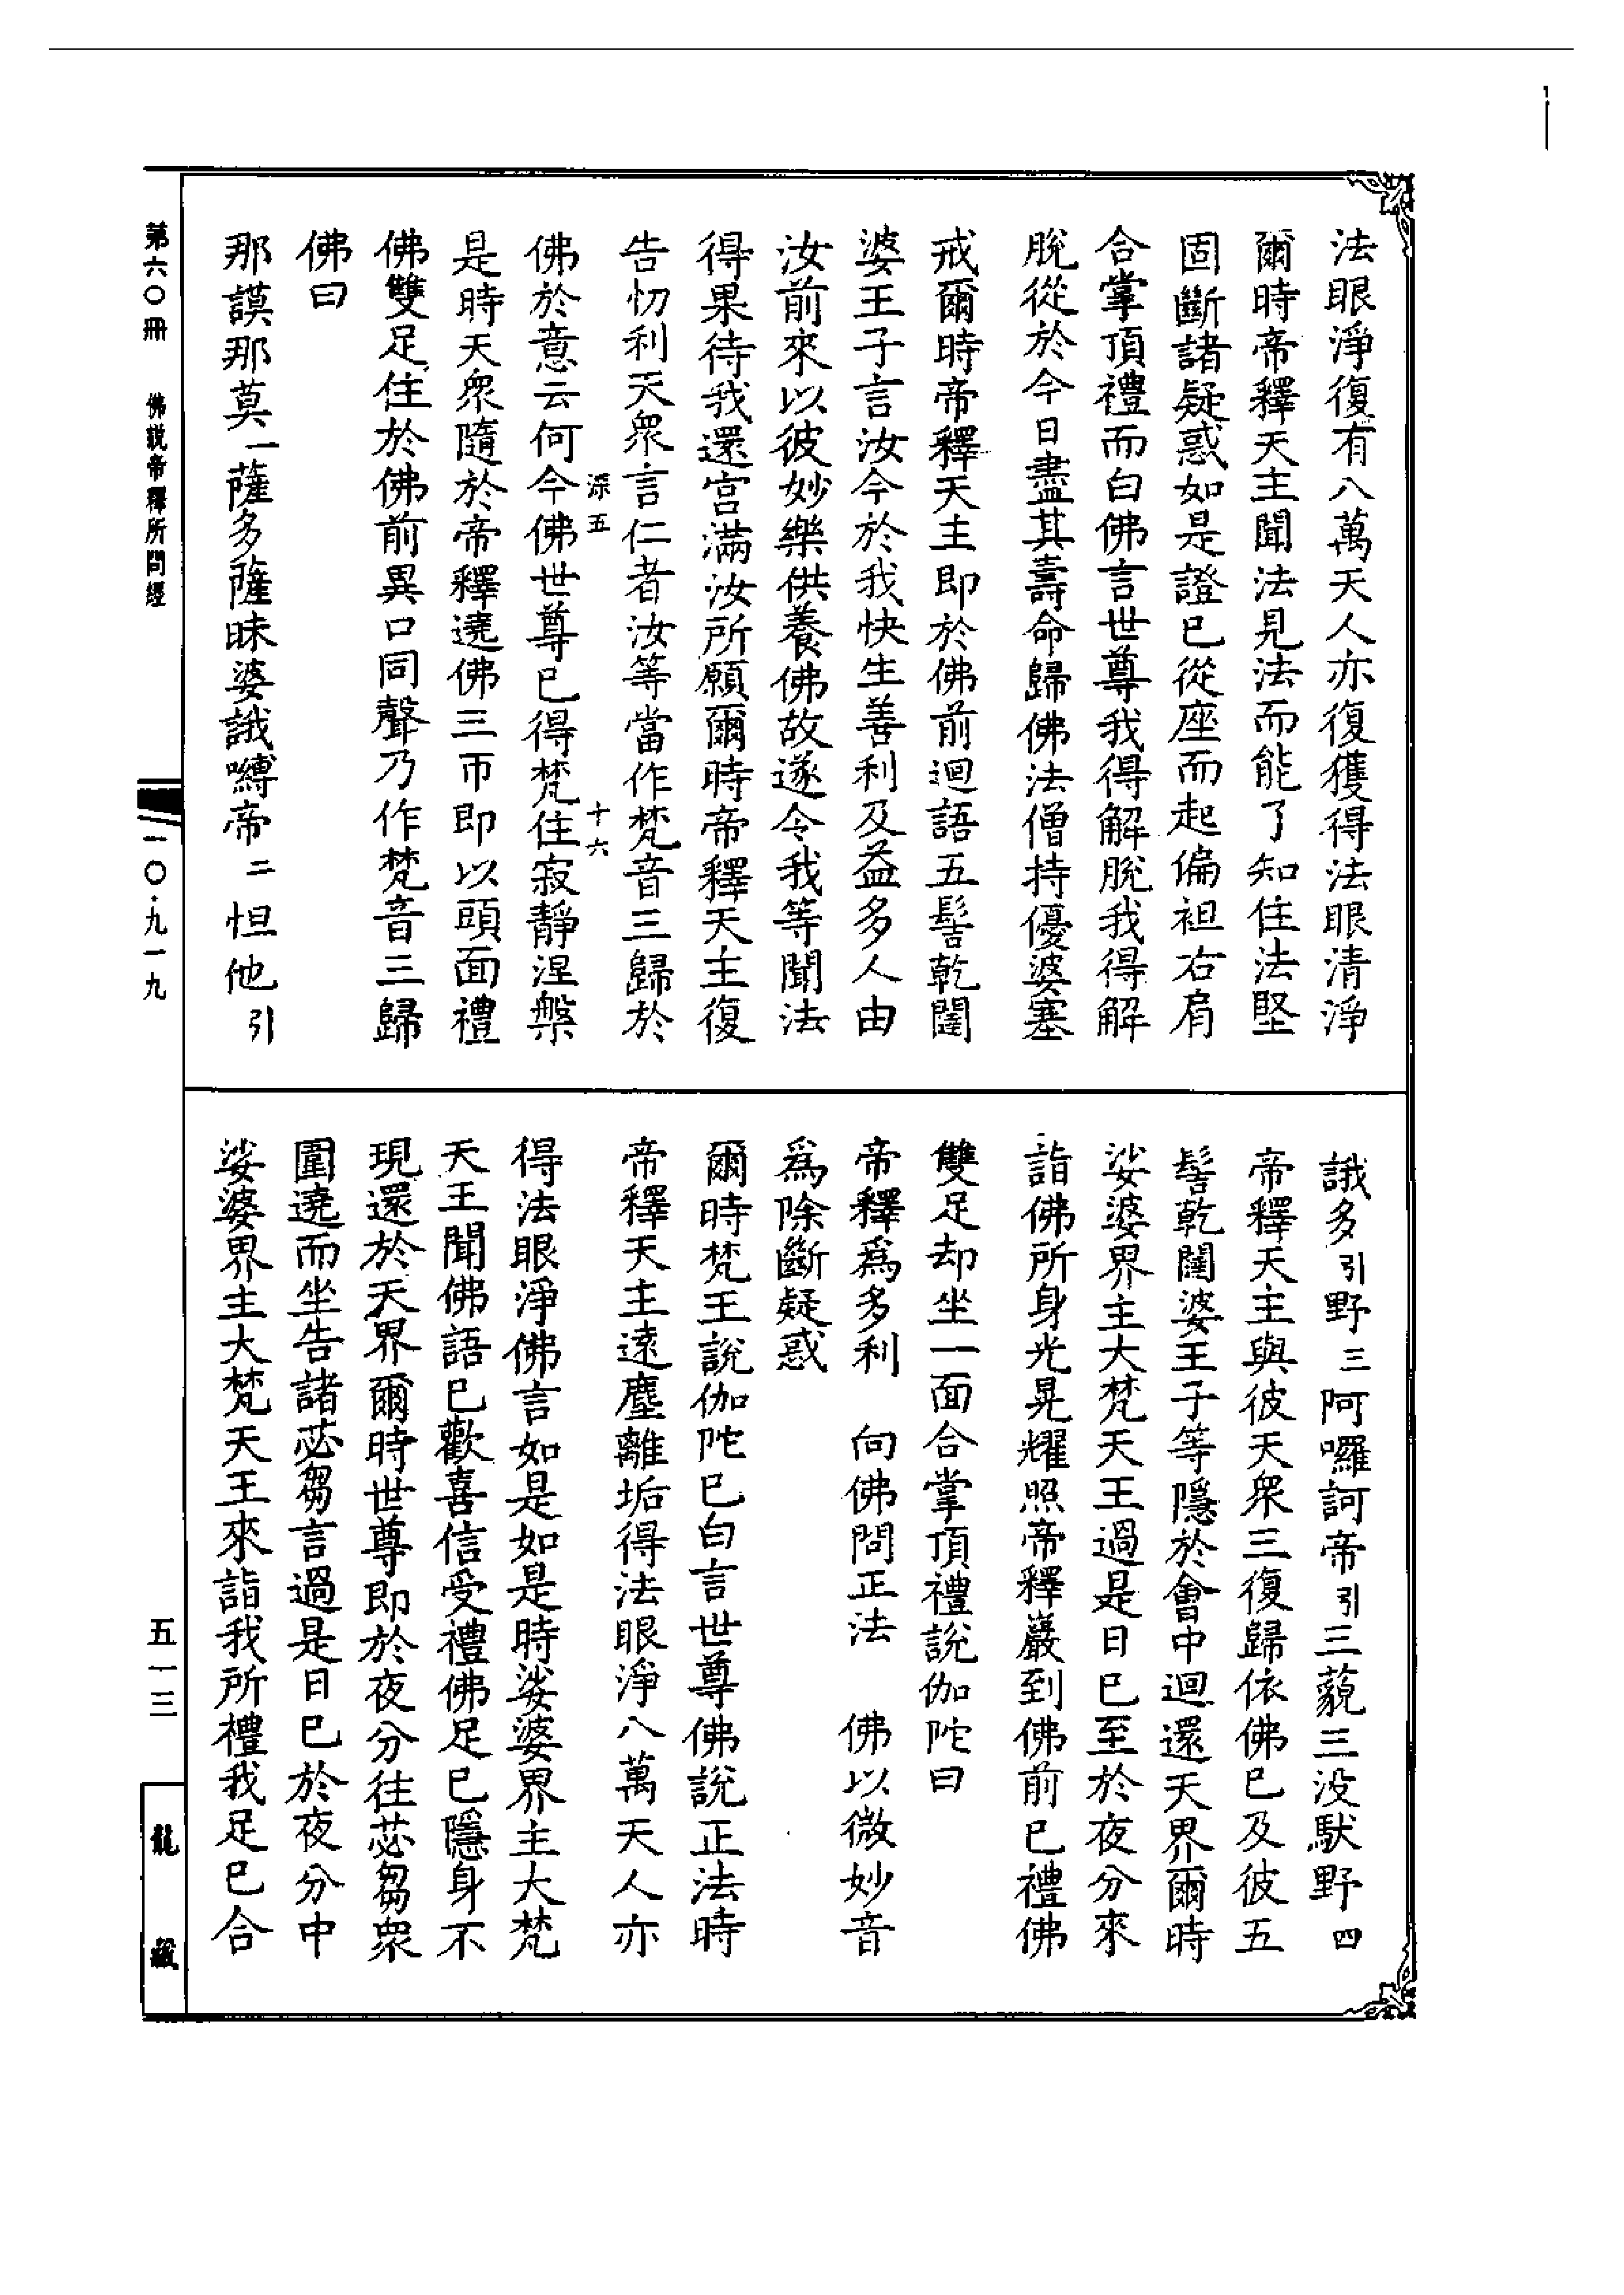 法眼淨復有八萬天人亦復獲得法眼清淨
爾時帝釋天主聞法見法而能了知住法堅
固斷諸疑惑如是證已從座而起偏袒右肩
合掌頂禮而白佛言世尊我得解脫我得解
脫從於今日盡其壽命歸佛法僧持優婆塞
戒爾時帝釋天主即於佛前迴語五髻乾闥
婆王子言汝今於我快生善利及益多人由
汝前來以彼妙樂供養佛故遂令我等聞法
得果待我還宮滿汝所願爾時帝釋天主復
告忉利天眾言仁者汝等當作梵音三歸於
深五 十六
佛於意云何今佛世尊已得梵住寂靜涅槃
是時天眾隨於帝釋遶佛三帀即以頭面禮
佛雙足住於佛前異口同聲乃作梵音三歸
佛曰
那謨那莫一薩多薩昧婆誐嚩帝二怛他引
誐多引野三阿囉訶帝引三藐三没馱野四
帝釋天主與彼天眾三復歸依佛已及彼五
髻乾闥婆王子等隱於會中迴還天界爾時
娑婆界主大梵天王過是日已至於夜分來
詣佛所身光晃耀照帝釋巖到佛前已禮佛
雙足却坐一面合掌頂禮說伽陀曰
帝釋爲多利 向佛問正法 佛以微妙音
爲除斷疑惑
爾時梵王說伽陀已白言世尊佛說正法時
帝釋天主遠塵離垢得法眼淨八萬天人亦
得法眼淨佛言如是如是時娑婆界主大梵
天王聞佛語已歡喜信受禮佛足已隱身不
現還於天界爾時世尊即於夜分往苾芻眾
圍遶而坐告諸苾芻言過是日已於夜分中
娑婆界主大梵天王來詣我所禮我足已合
第六〇冊 佛説帝釋所問經
一〇·九一九
五一三
龍藏